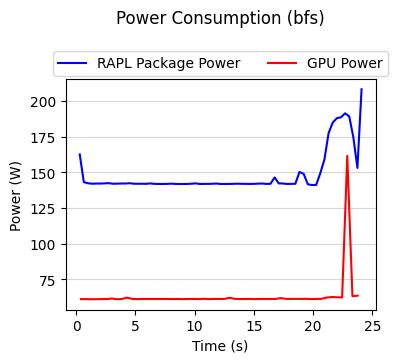 Power Consumption (bfs)
RAPL Package Power
GPU Power
200
175
150
125
100
75
Power (W)
0
5
10
15
20
25
Time (s)